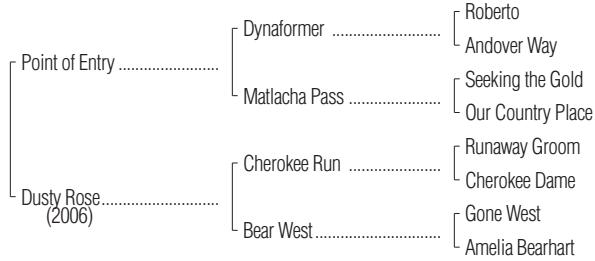 Roberto
Dynaformer ........................
Andover Way
Point of Entry ........................
Seeking the Gold
Matlacha Pass ........................
Our Country Place
Runaway Groom
Cherokee Run ........................
Cherokee Dame
Dusty Rose ........................
(2006)
Gone West
Bear West ........................
Amelia Bearhart